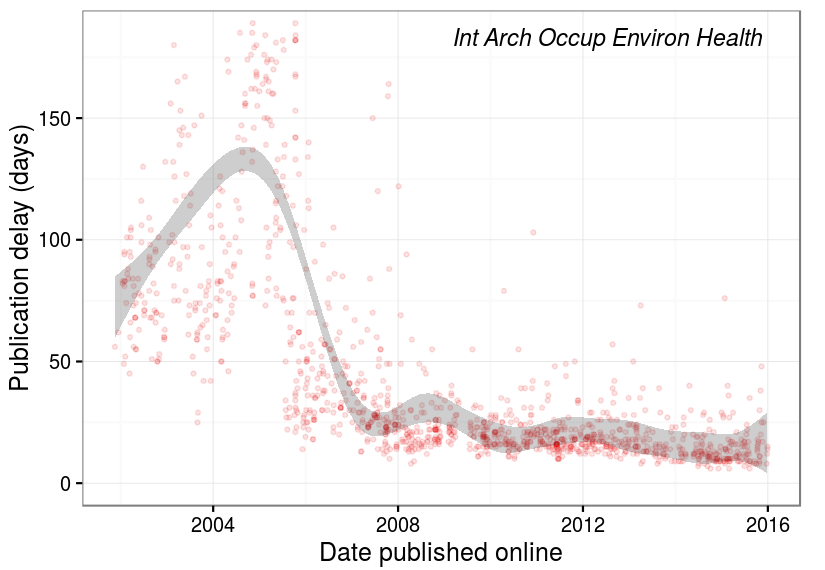 Int Arch Occup Environ Health
Publication delay (days)
150
100
50
0
2004 2008 2012 2016
Date published online